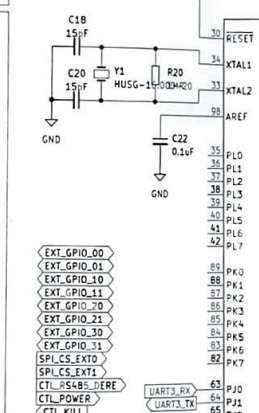 C18
15pF
C20
15pF
Y1
R20
GND
30 RESET
34 XTAL1
33 XTAL2
98 AREF
C22
0.1uF
GND
35 PL0
36 PL1
37 PL2
38 PL3
39 PL4
40 PL5
41 PL6
42 PL7
EXT_GPIO_00
EXT_GPIO_01
EXT_GPIO_10
EXT_GPIO_11
EXT_GPIO_20
EXT_GPIO_21
EXT_GPIO_30
EXT_GPIO_31
SPI_CS_EXT0
SPI_CS_EXT1
CTL_RS485_DERE
CTL_POWER
CTL_KILL
89 PK0
88 PK1
87 PK2
86 PK3
85 PK4
84 PK5
83 PK6
82 PK7
UART3_RX 63 PJ0
UART3_TX 64 PJ1
65